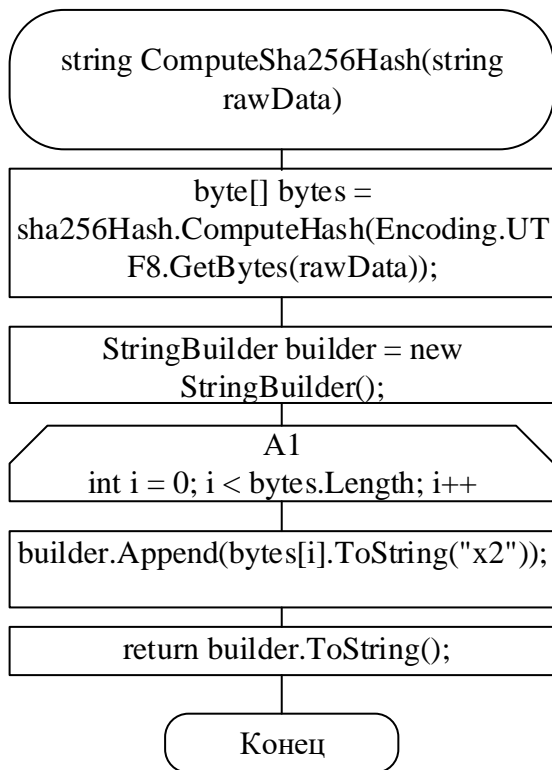 string ComputeSha256Hash(string
rawData)
byte[] bytes =
sha256Hash.ComputeHash(Encoding.UT
F8.GetBytes(rawData));
StringBuilder builder = new
StringBuilder();
A1
int i = 0; i < bytes.Length; i++
builder.Append(bytes[i].ToString("x2"));
return builder.ToString();
Конец